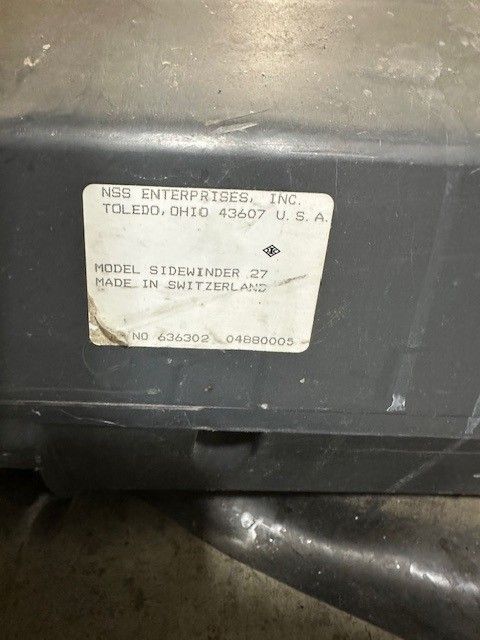 NSS ENTERPRISES, INC.
TOLEDO, OHIO 43607 U.S.A.
MODEL SIDEWINDER 27
MADE IN SWITZERLAND
NO 636302 04880005